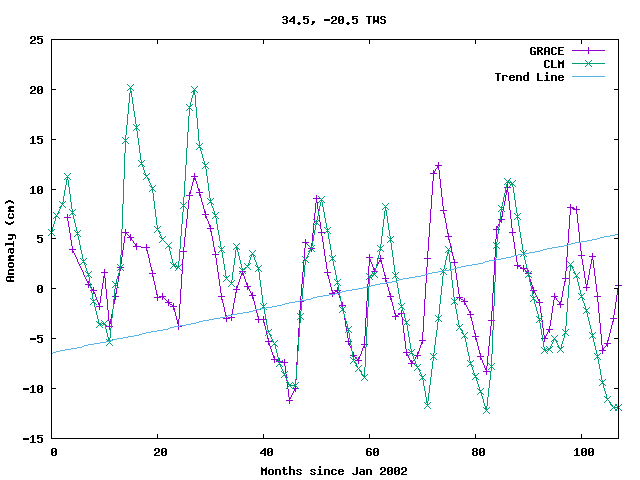 34.5, -20.5 TWS
GRACE
CLM
Trend Line
25
20
15
10
5
0
-5
-10
-15
Anomaly (cm)
0 20 40 60 80 100
Months since Jan 2002